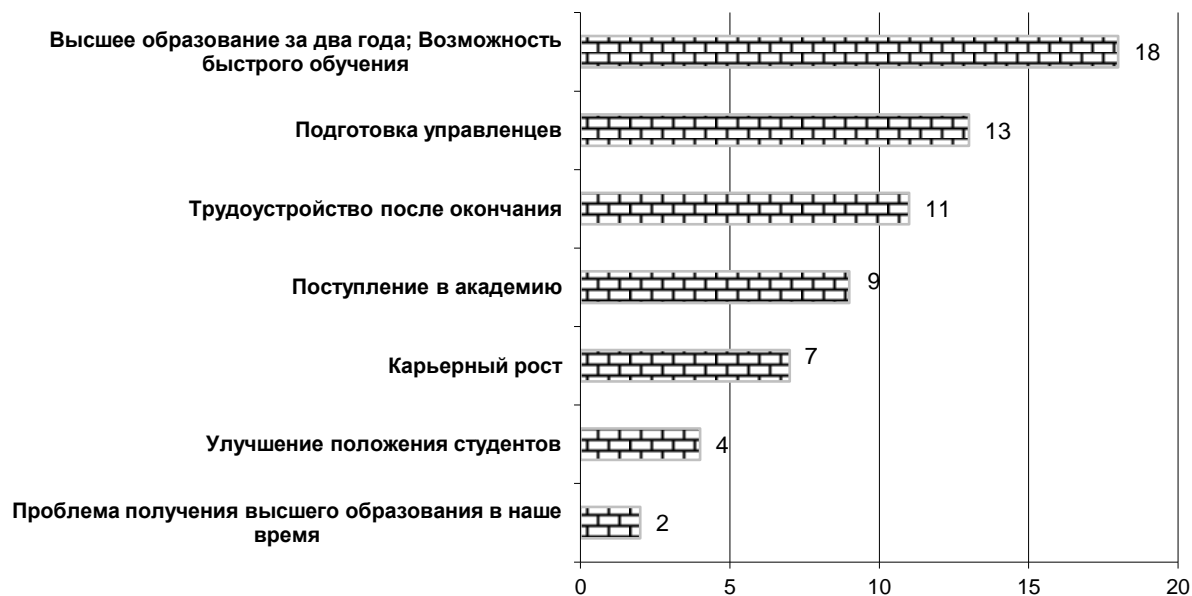 Высшее образование за два года; Возможность
быстрого обучения
18
Подготовка управленцев
13
Трудоустройство после окончания
11
Поступление в академию
9
Карьерный рост
7
Улучшение положения студентов
4
Проблема получения высшего образования в наше
время
2
0 5 10 15 20